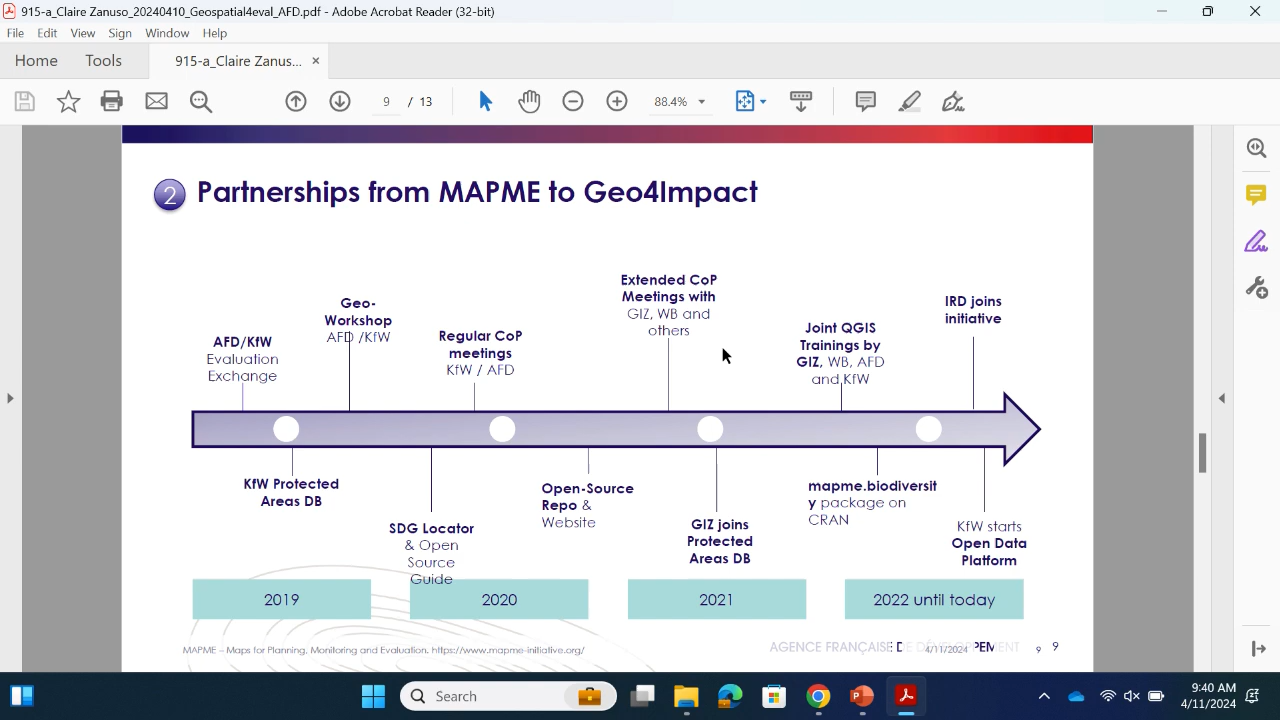 915-a_Claire Zanuso_20240410_Geospatial4eval_AFD.pdf - Adobe Acrobat Reader (32-bit)
File Edit View Sign Window Help
Home Tools 915-a_Claire Zanus... ×
9 / 13 88.4%
2 Partnerships from MAPME to Geo4Impact
AFD/KfW
Evaluation
Exchange
Geo-
Workshop
AFD /KfW
Regular CoP
meetings
KfW / AFD
Extended CoP
Meetings with
GIZ, WB and
others
Joint QGIS
Trainings by
GIZ, WB, AFD
and KfW
IRD joins
initiative
KfW Protected
Areas DB
SDG Locator
& Open
Source
Guide
Open-Source
Repo &
Website
GIZ joins
Protected
Areas DB
mapme.biodiversit
y package on
CRAN
KfW starts
Open Data
Platform
2019 2020 2021 2022 until today
MAPME – Maps for Planning, Monitoring and Evaluation. https://www.mapme-initiative.org/
AGENCE FRANÇAISE DE DÉVELOPPEMENT
4/11/2024 9 9
Search
9:40 AM
4/11/2024